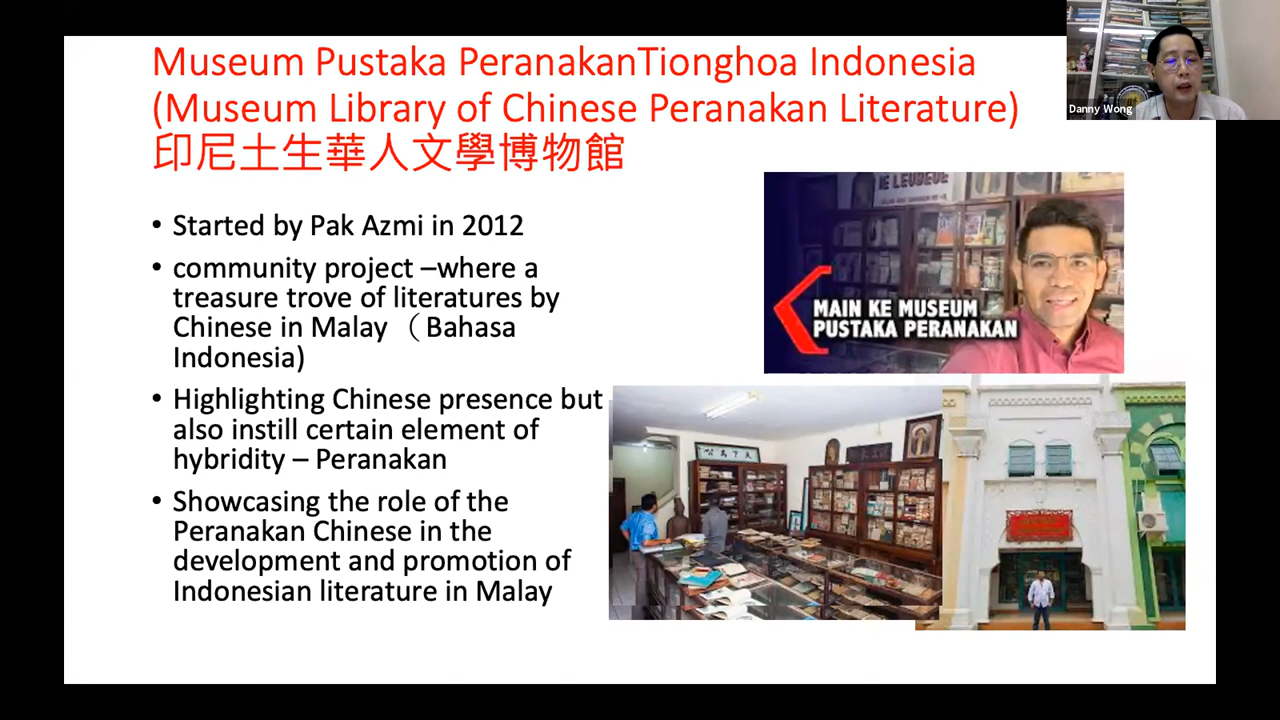 Museum Pustaka PeranakanTionghoa Indonesia
(Museum Library of Chinese Peranakan Literature)
印尼土生華人文學博物館
• Started by Pak Azmi in 2012
• community project –where a
treasure trove of literatures by
Chinese in Malay （Bahasa
Indonesia)
• Highlighting Chinese presence but
also instill certain element of
hybridity – Peranakan
• Showcasing the role of the
Peranakan Chinese in the
development and promotion of
Indonesian literature in Malay
Danny Wong
MAIN KE MUSEUM
PUSTAKA PERANAKAN